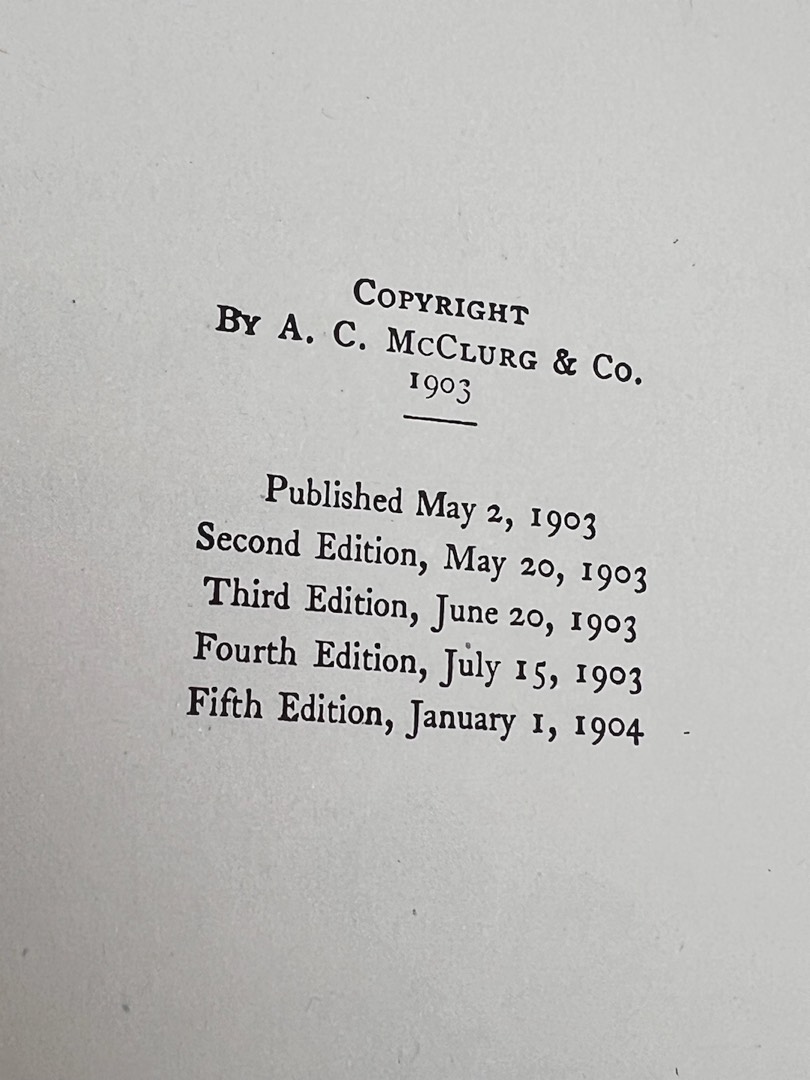 COPYRIGHT
BY A. C. MCCLURG & CO.
1903
Published May 2, 1903
Second Edition, May 20, 1903
Third Edition, June 20, 1903
Fourth Edition, July 15, 1903
Fifth Edition, January 1, 1904